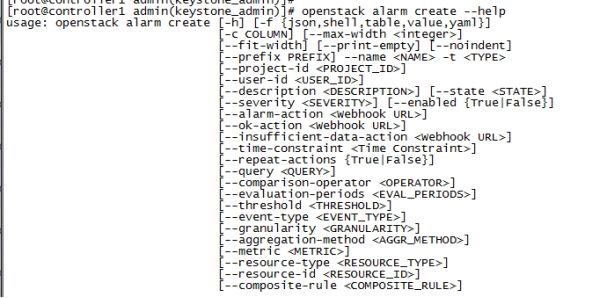 [root@controller1 admin(keystone_admin)]#
[root@controller1 admin(keystone_admin)]# openstack alarm create --help
usage: openstack alarm create [-h] [-f {json,shell,table,value,yaml}]
[-c COLUMN] [--max-width <integer>]
[--fit-width] [--print-empty] [--noindent]
[--prefix PREFIX] --name <NAME> -t <TYPE>
[--project-id <PROJECT_ID>]
[--user-id <USER_ID>]
[--description <DESCRIPTION>] [--state <STATE>]
[--severity <SEVERITY>] [--enabled {True|False}]
[--alarm-action <Webhook URL>]
[--ok-action <Webhook URL>]
[--insufficient-data-action <Webhook URL>]
[--time-constraint <Time Constraint>]
[--repeat-actions {True|False}]
[--query <QUERY>]
[--comparison-operator <OPERATOR>]
[--evaluation-periods <EVAL_PERIODS>]
[--threshold <THRESHOLD>]
[--event-type <EVENT_TYPE>]
[--granularity <GRANULARITY>]
[--aggregation-method <AGGR_METHOD>]
[--metric <METRIC>]
[--resource-type <RESOURCE_TYPE>]
[--resource-id <RESOURCE_ID>]
[--composite-rule <COMPOSITE_RULE>]